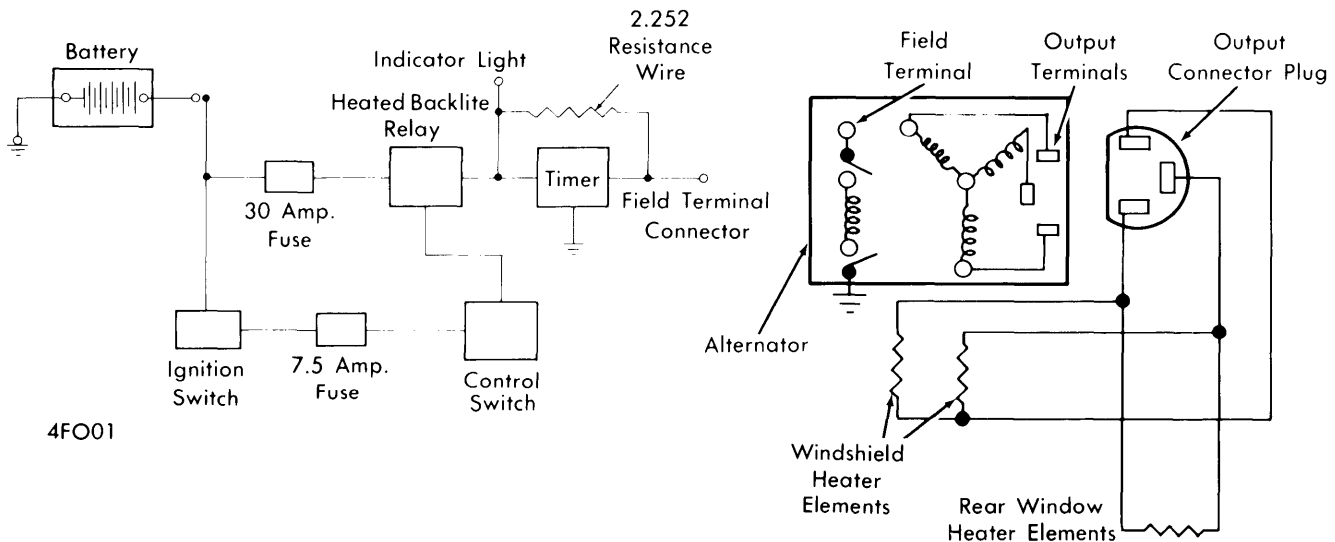 Battery
Indicator Light
2.252
Resistance
Wire
Heated Backlite
Relay
30 Amp.
Fuse
Timer
Field Terminal
Connector
Ignition
Switch
7.5 Amp.
Fuse
Control
Switch
4FO01
Field
Terminal
Output
Terminals
Output
Connector Plug
Alternator
Windshield
Heater
Elements
Rear Window
Heater Elements